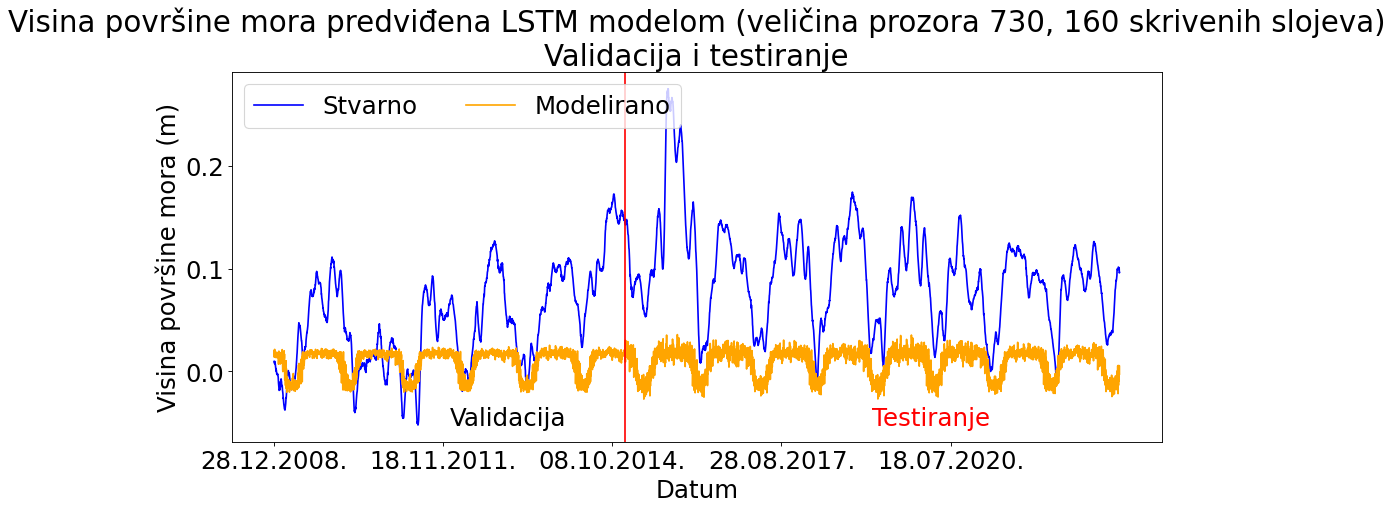 Visina površine mora predviđena LSTM modelom (veličina prozora 730, 160 skrivenih slojeva)
Validacija i testiranje
Stvarno
Modelirano
Visina površine mora (m)
0.2
0.1
0.0
Validacija
Testiranje
28.12.2008.
18.11.2011.
08.10.2014.
28.08.2017.
18.07.2020.
Datum